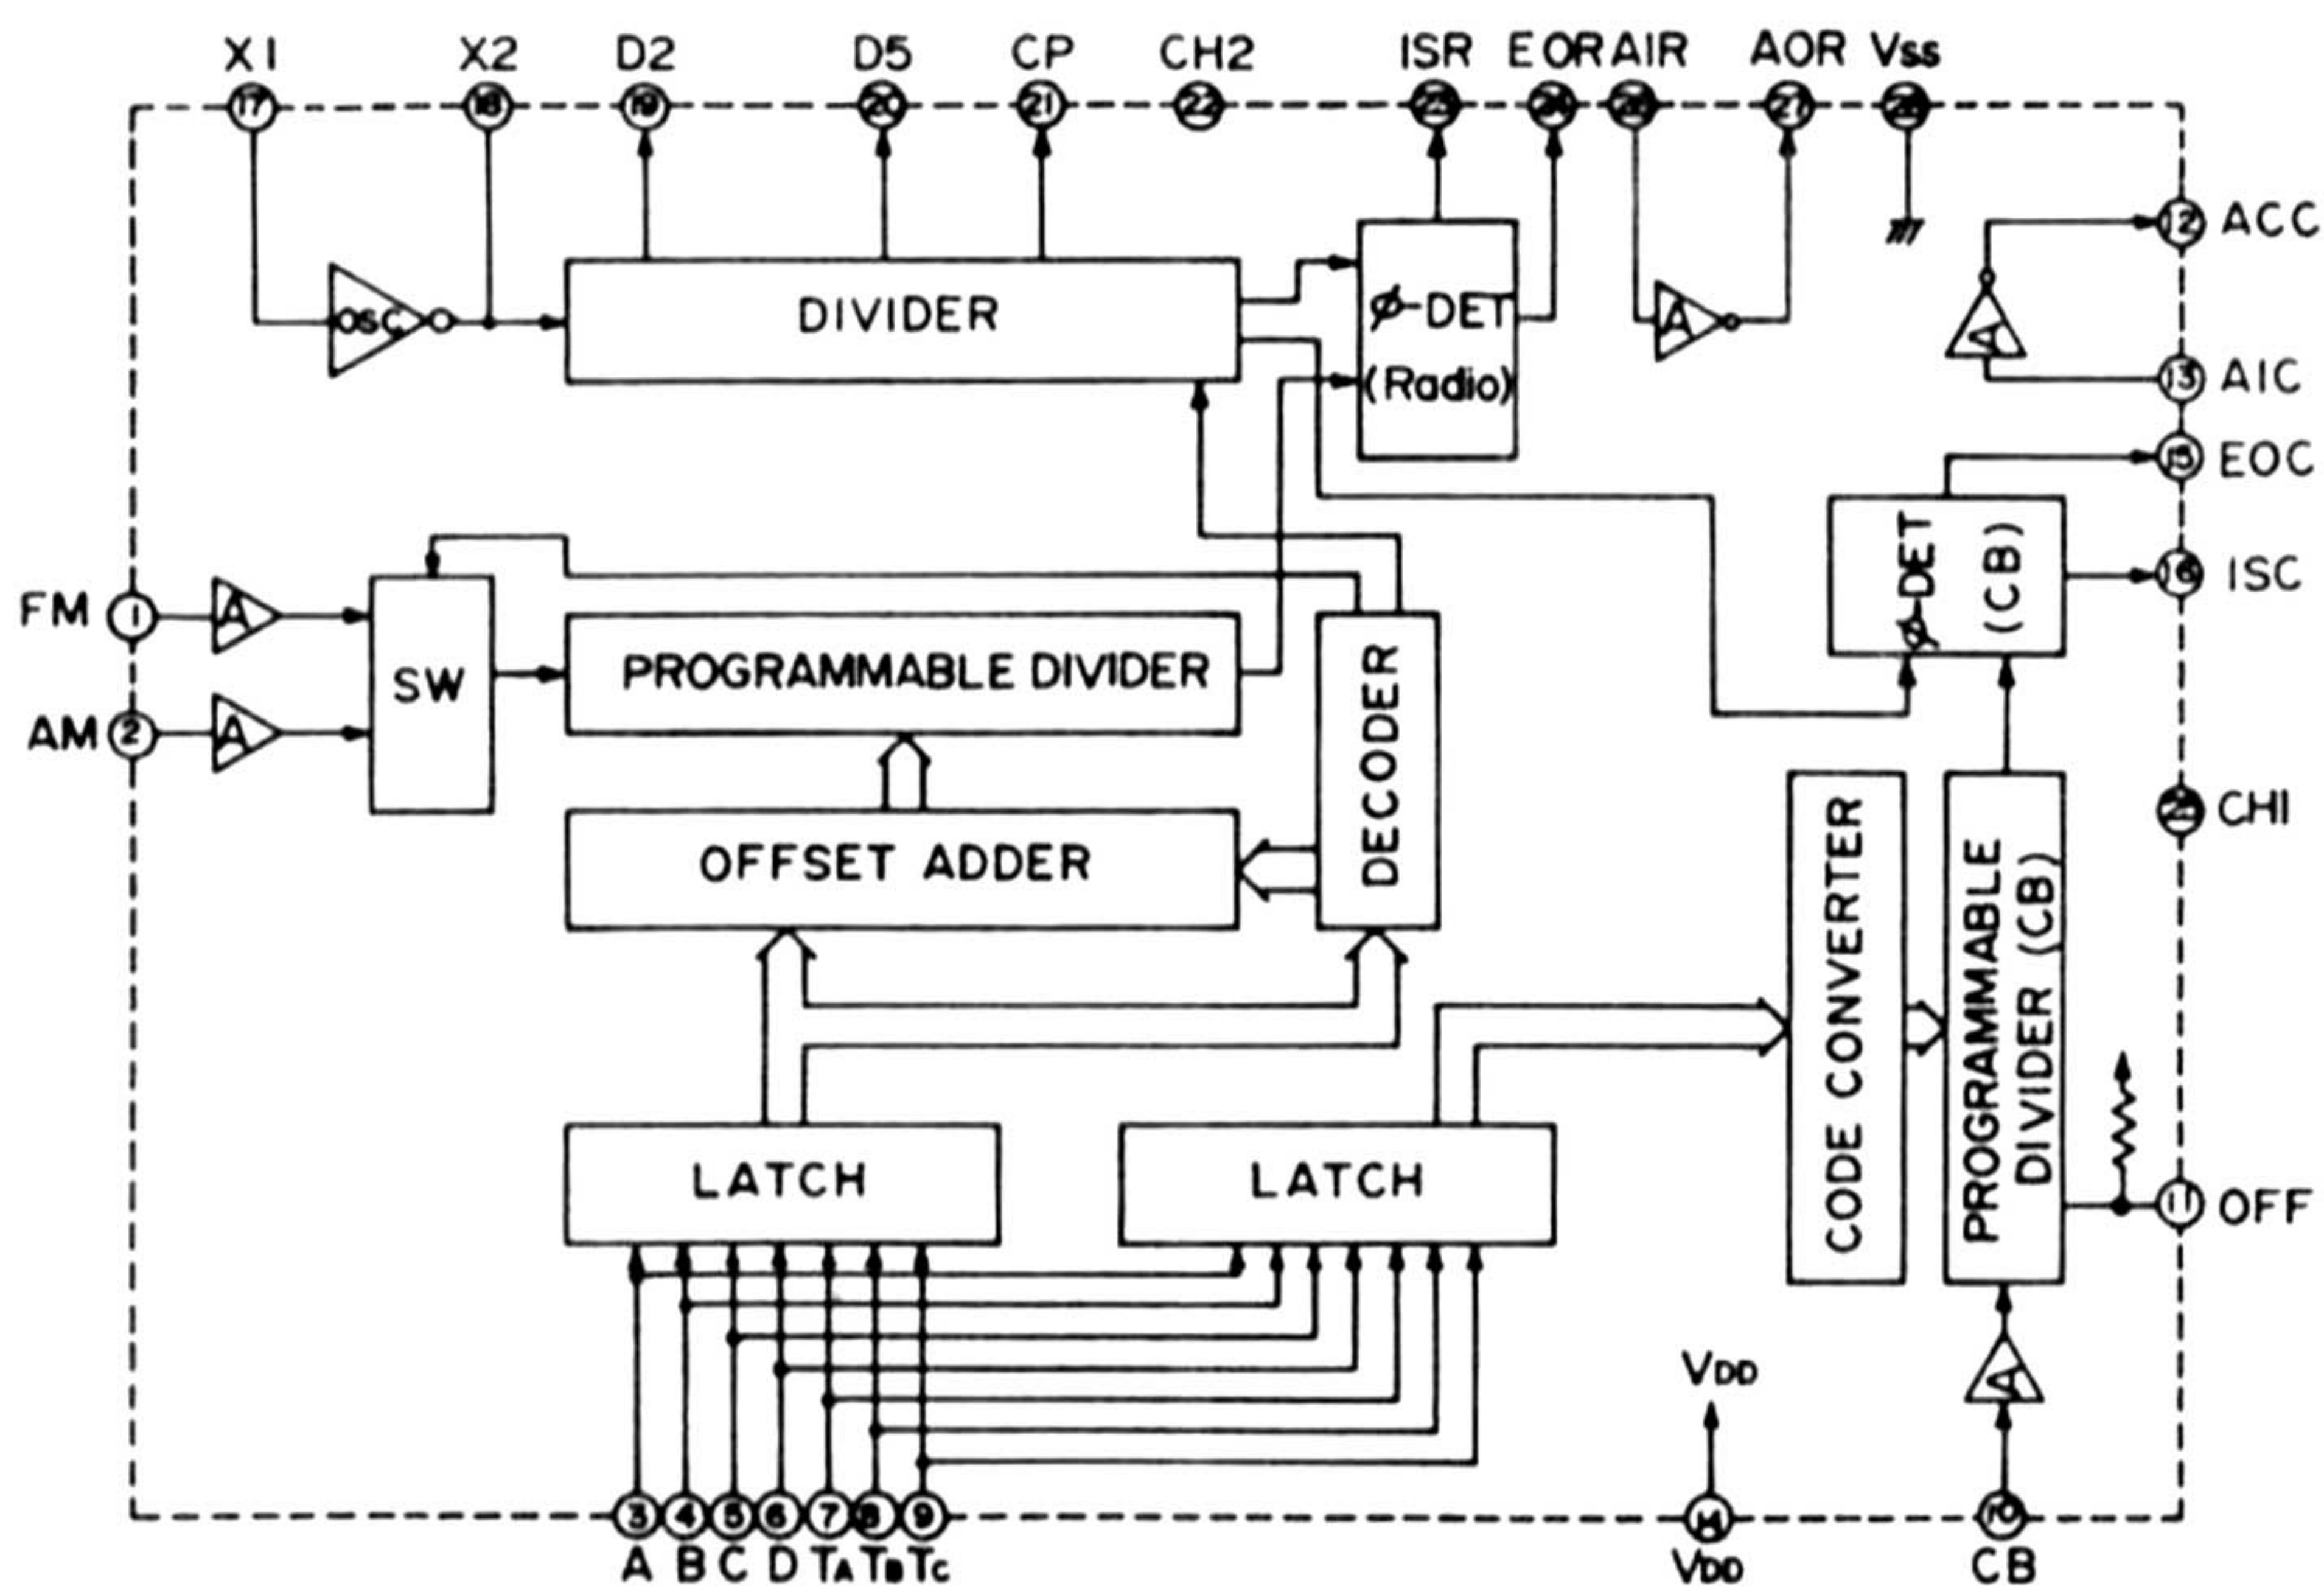 X1 X2 D2 D5 CP CH2 ISR EOR AIR AOR Vss
17 18 19 20 21 22 23 24 27
12 ACC
OSC DIVIDER ϕ-DET A A
(Radio)
13 AIC
15 EOC
ϕ-DET
(CB)
16 ISC
FM 1 A
SW
PROGRAMMABLE DIVIDER
DECODER
AM 2 A
OFFSET ADDER
CODE CONVERTER
PROGRAMMABLE
DIVIDER (CB)
CH1
LATCH LATCH
11 OFF
VDD
A
3 4 5 6 7 8 9 14 10
A B C D TA TB TC VDD CB